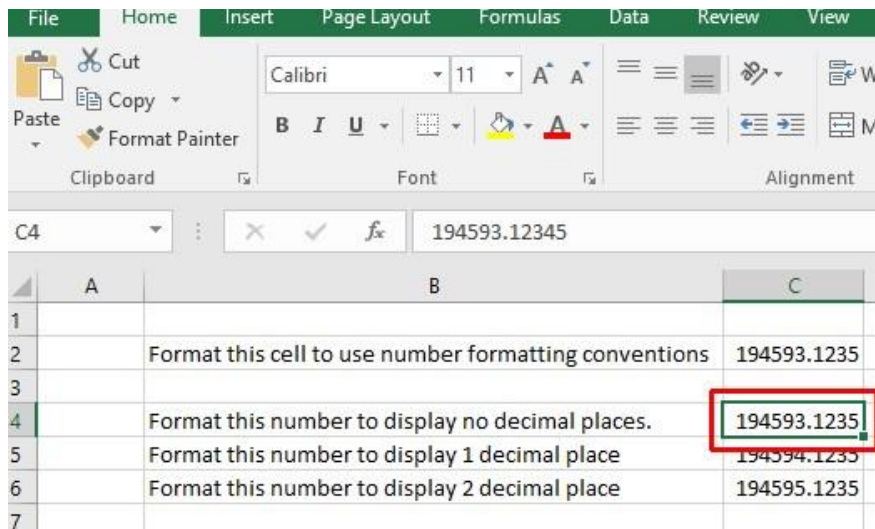 File Home Insert Page Layout Formulas Data Review View
Cut
Calibri 11 A A
Copy
Paste
B I U A
Format Painter
Clipboard Font Alignment
C4 fx 194593.12345
A B C
1
2 Format this cell to use number formatting conventions 194593.1235
3
4 Format this number to display no decimal places. 194593.1235
5 Format this number to display 1 decimal place 194594.1235
6 Format this number to display 2 decimal place 194595.1235
7